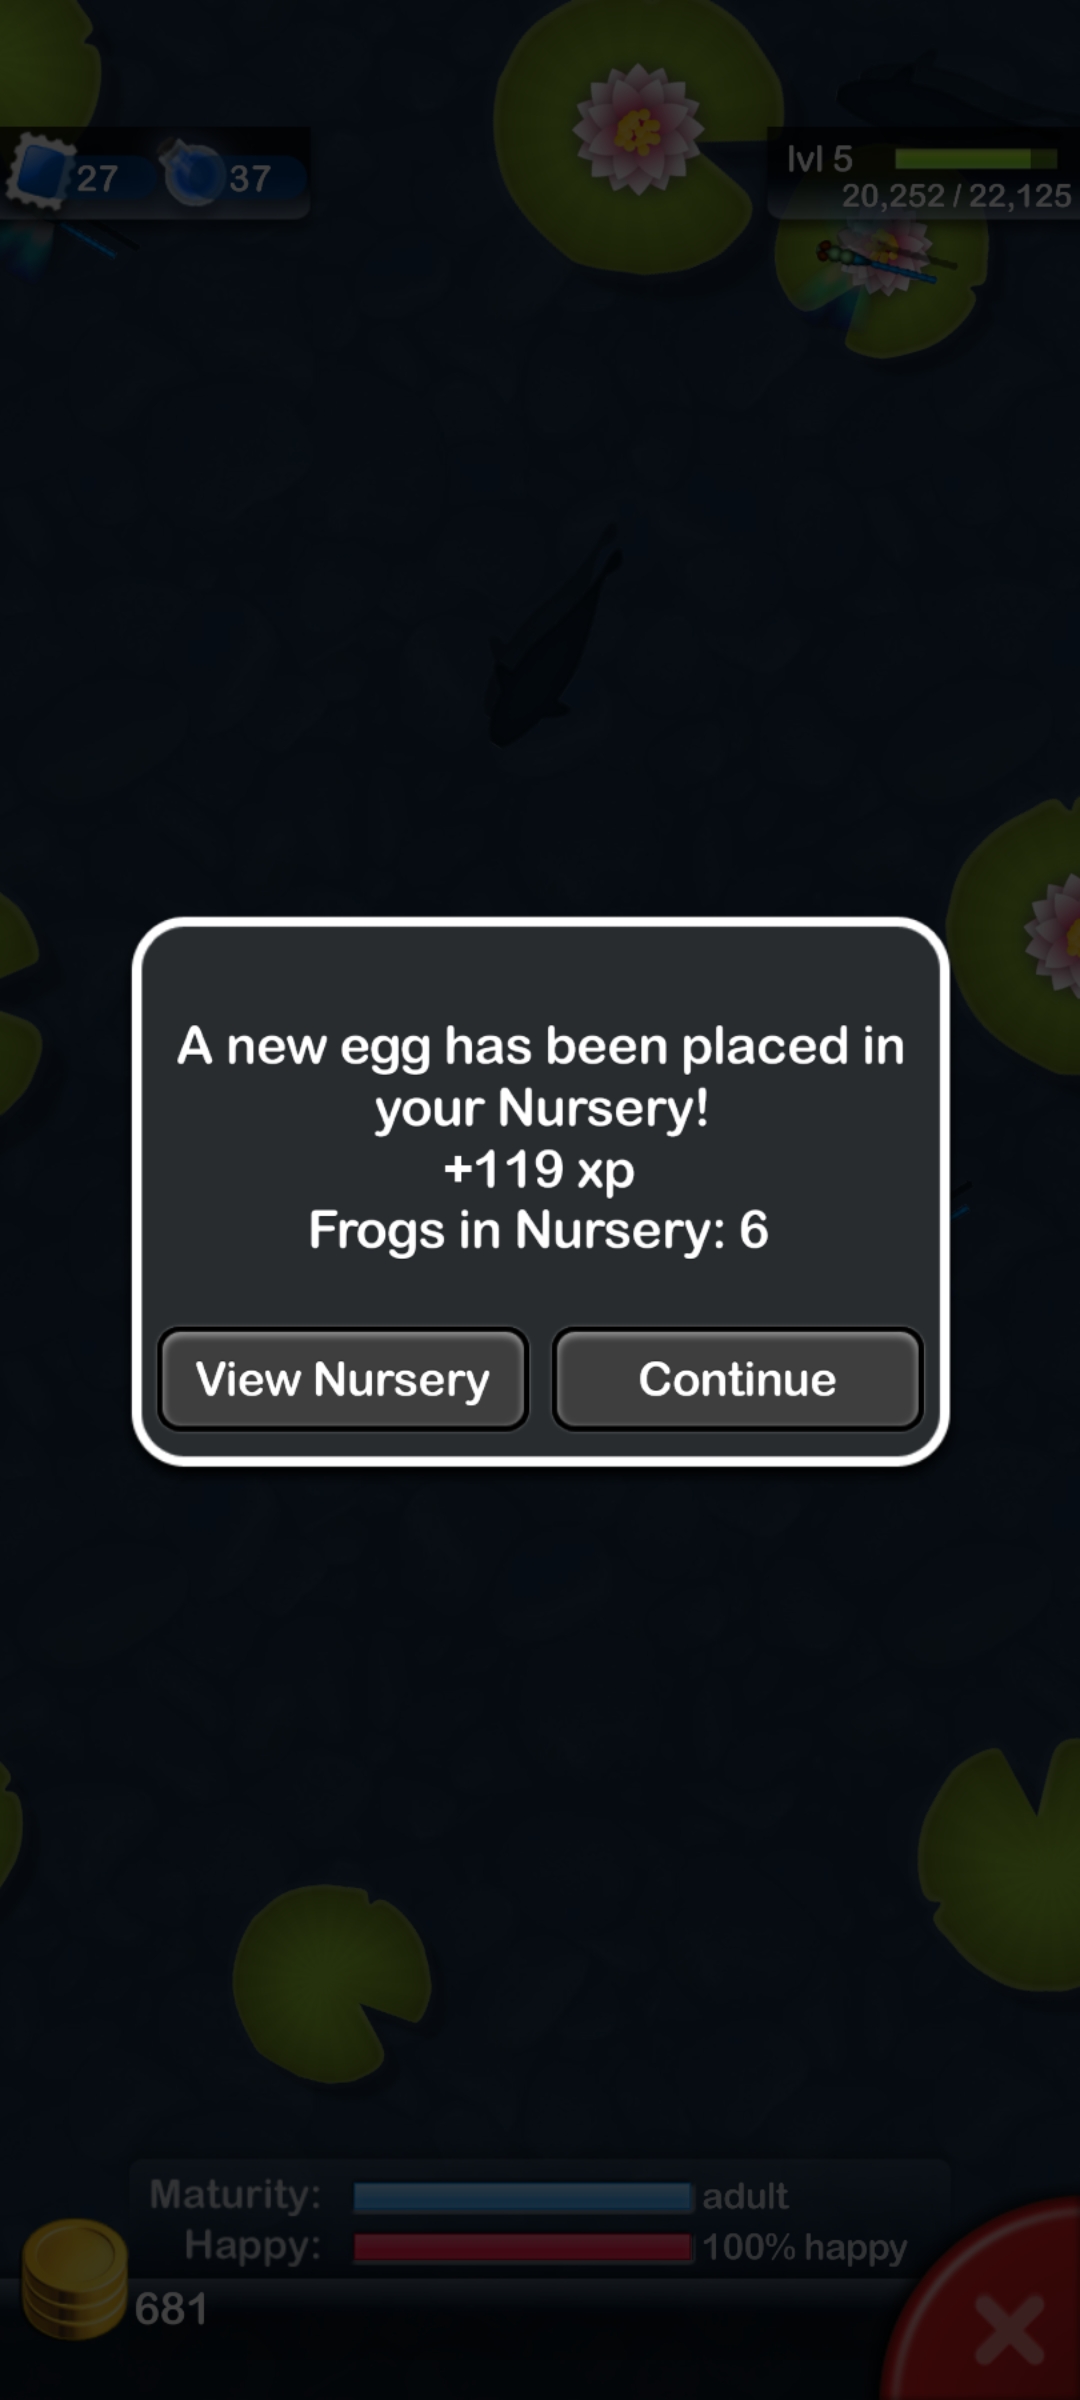 27 37
lvl 5
20,252 / 22,125
A new egg has been placed in
your Nursery!
+119 xp
Frogs in Nursery: 6
View Nursery Continue
Maturity: adult
Happy: 100% happy
681